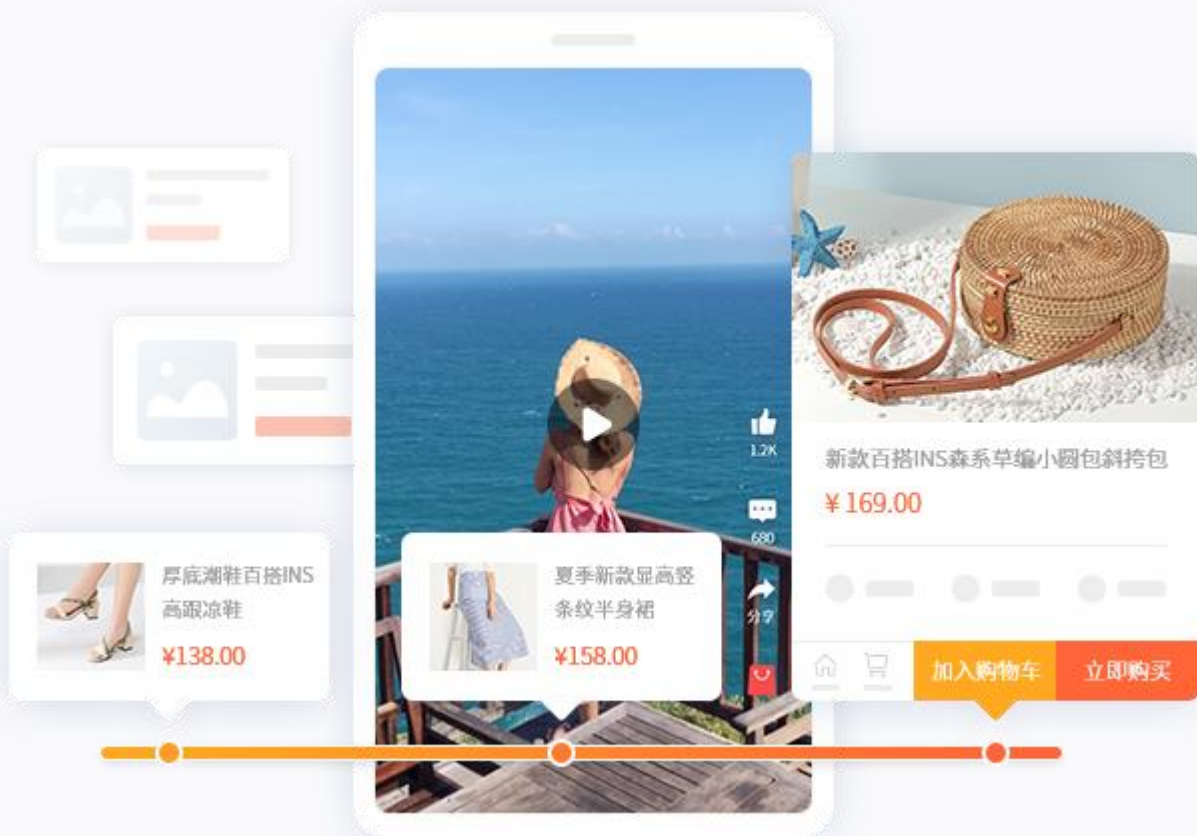 1.2K
680
分享
厚底潮鞋百搭INS
高跟凉鞋
¥138.00
夏季新款显高竖
条纹半身裙
¥158.00
新款百搭INS森系草编小圆包斜挎包
¥ 169.00
加入购物车
立即购买